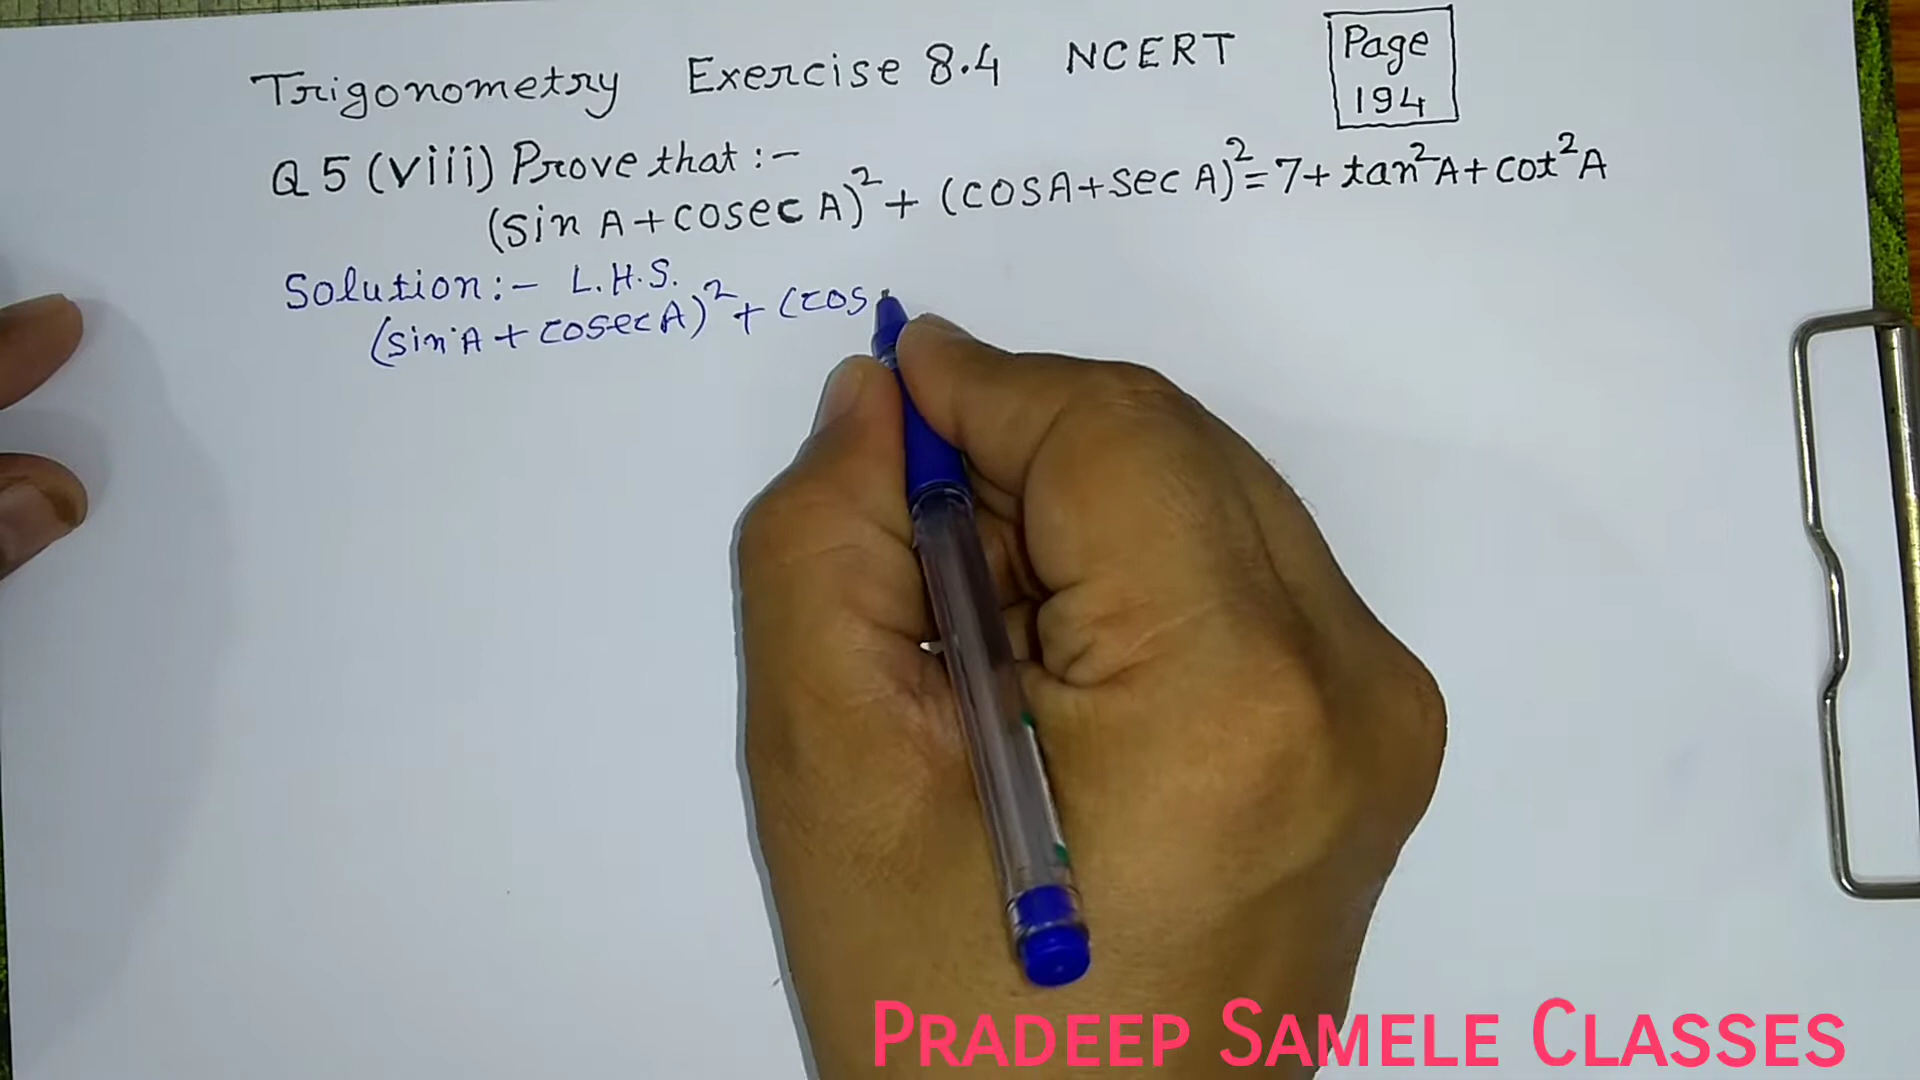 Trigonometry Exercise 8.4 NCERT
Page
194
Q 5 (viii) Prove that :-
(sin A + cosec A)² + (cosA + sec A)² = 7 + tan²A + cot²A
Solution :- L.H.S.
(sin A + cosec A)² + (cos
PRADEEP SAMELE CLASSES